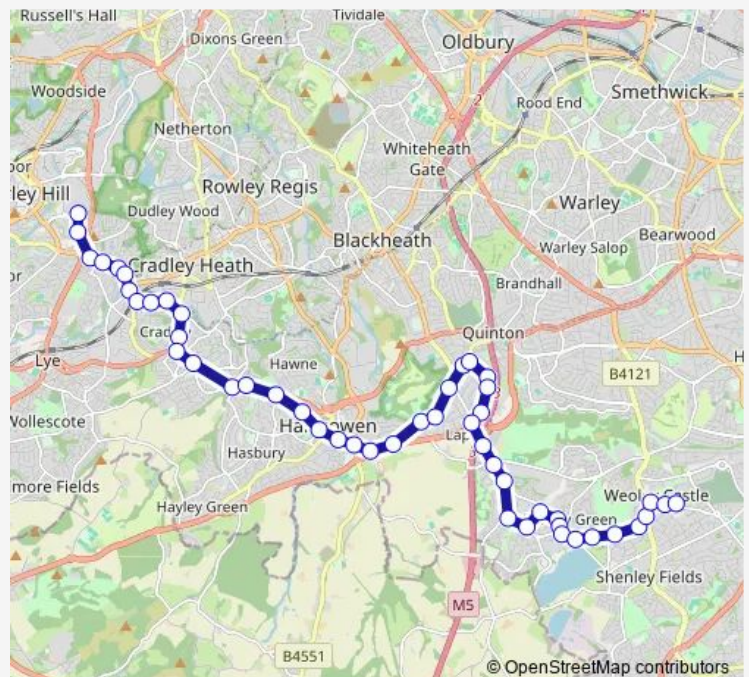 Russell's Hall
Tividale
Dixons Green
Oldbury
Woodside
2
Rood End
Smethwick
Netherton
Whiteheath
Gate
Rowley Regis
Warley
ley Hill
Dudley Wood
Blackheath
Warley Salop
Bearwood
Cradley Heath
Brandhall
Quinton
Lye
Hawne
B4121
Wollescote
Hasbury
Hayley Green
Green
Shenley Fields
M5
B4551
© OpenStreetMap contributors